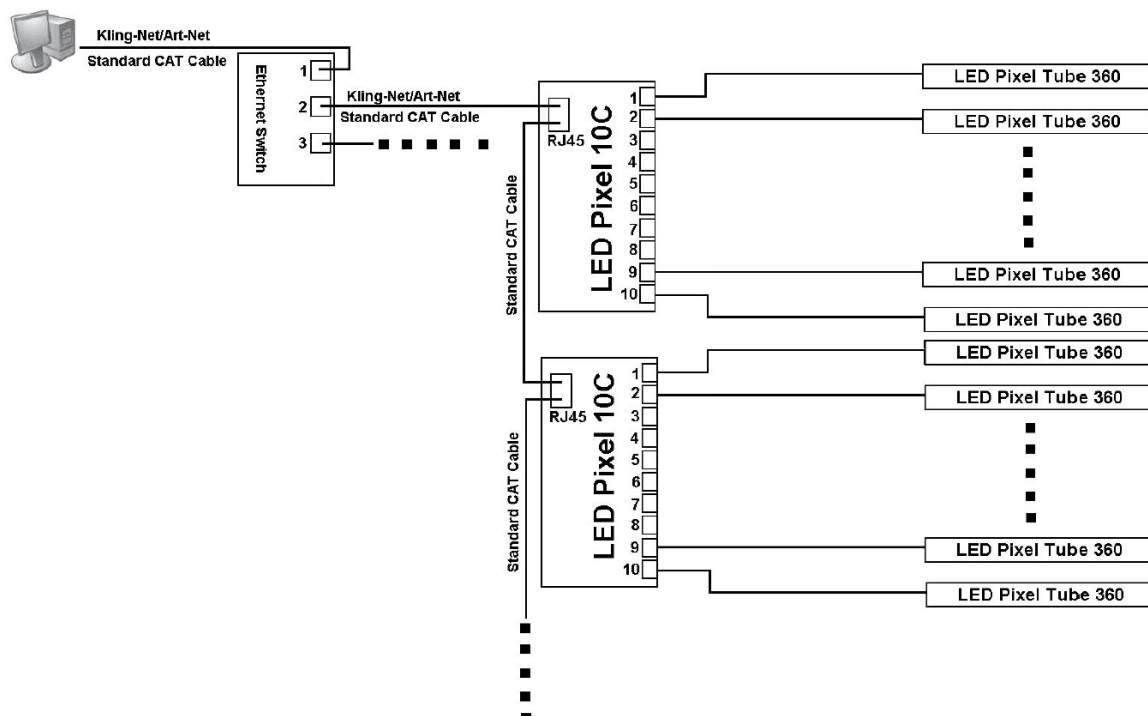 Kling-Net/Art-Net
Standard CAT Cable
Ethernet Switch
1
2
3
Kling-Net/Art-Net
Standard CAT Cable
RJ45
LED Pixel 10C
1
2
3
4
5
6
7
8
9
10
LED Pixel Tube 360
LED Pixel Tube 360
LED Pixel Tube 360
LED Pixel Tube 360
Standard CAT Cable
RJ45
LED Pixel 10C
1
2
3
4
5
6
7
8
9
10
LED Pixel Tube 360
LED Pixel Tube 360
LED Pixel Tube 360
LED Pixel Tube 360
Standard CAT Cable